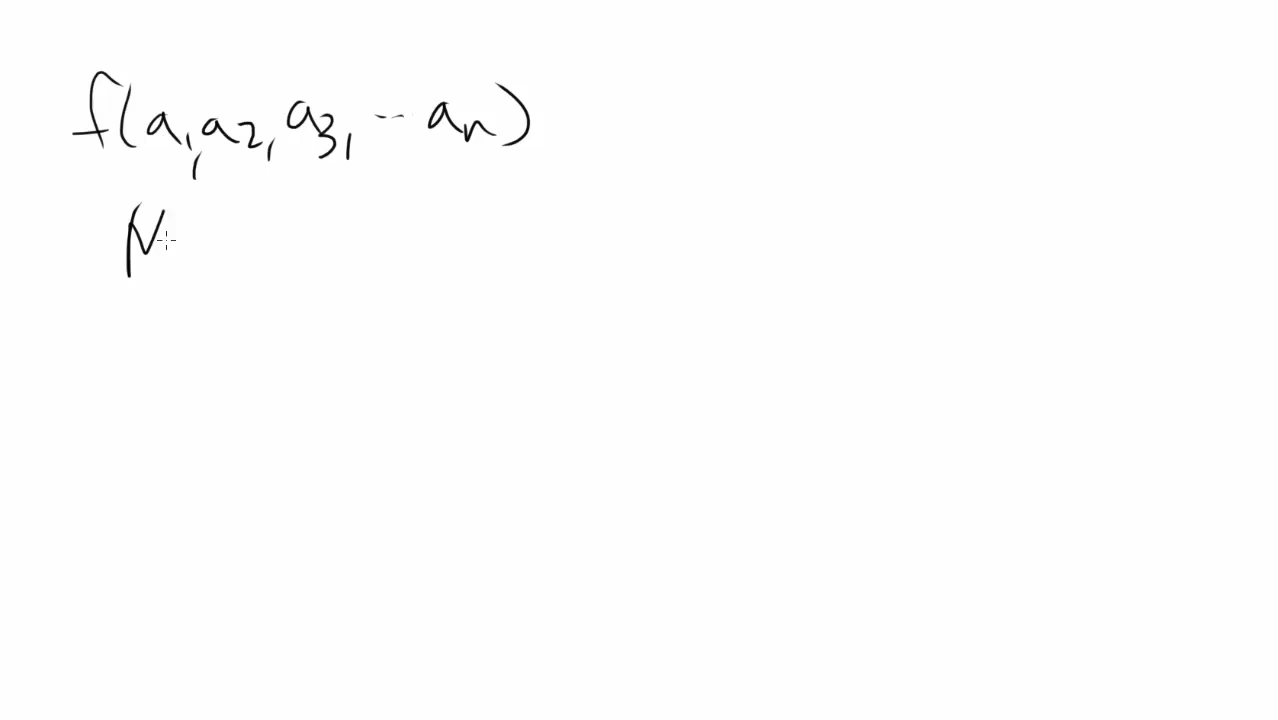 f(a1, a2, a3, -- an)
N